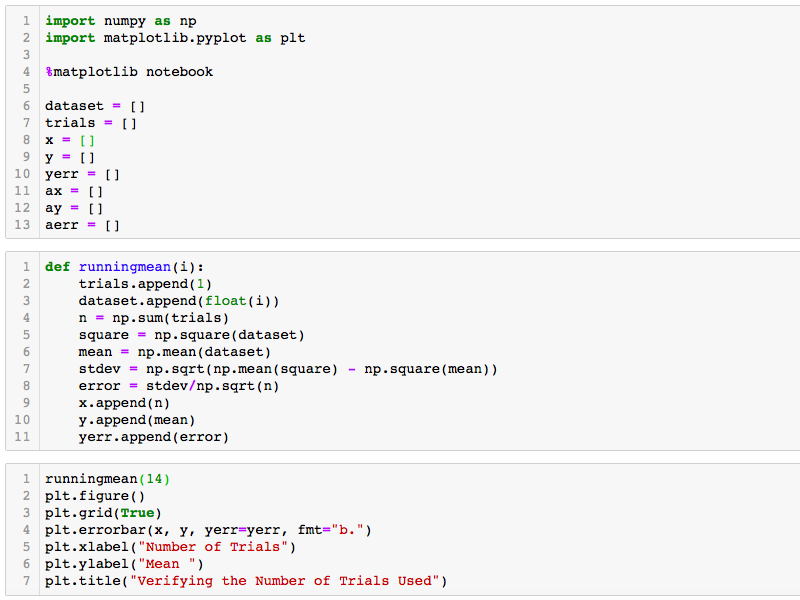 1 import numpy as np
2 import matplotlib.pyplot as plt
3
4 %matplotlib notebook
5
6 dataset = []
7 trials = []
8 x = []
9 y = []
10 yerr = []
11 ax = []
12 ay = []
13 aerr = []
1 def runningmean(i):
2     trials.append(1)
3     dataset.append(float(i))
4     n = np.sum(trials)
5     square = np.square(dataset)
6     mean = np.mean(dataset)
7     stdev = np.sqrt(np.mean(square) - np.square(mean))
8     error = stdev/np.sqrt(n)
9     x.append(n)
10     y.append(mean)
11     yerr.append(error)
1 runningmean(14)
2 plt.figure()
3 plt.grid(True)
4 plt.errorbar(x, y, yerr=yerr, fmt="b.")
5 plt.xlabel("Number of Trials")
6 plt.ylabel("Mean ")
7 plt.title("Verifying the Number of Trials Used")